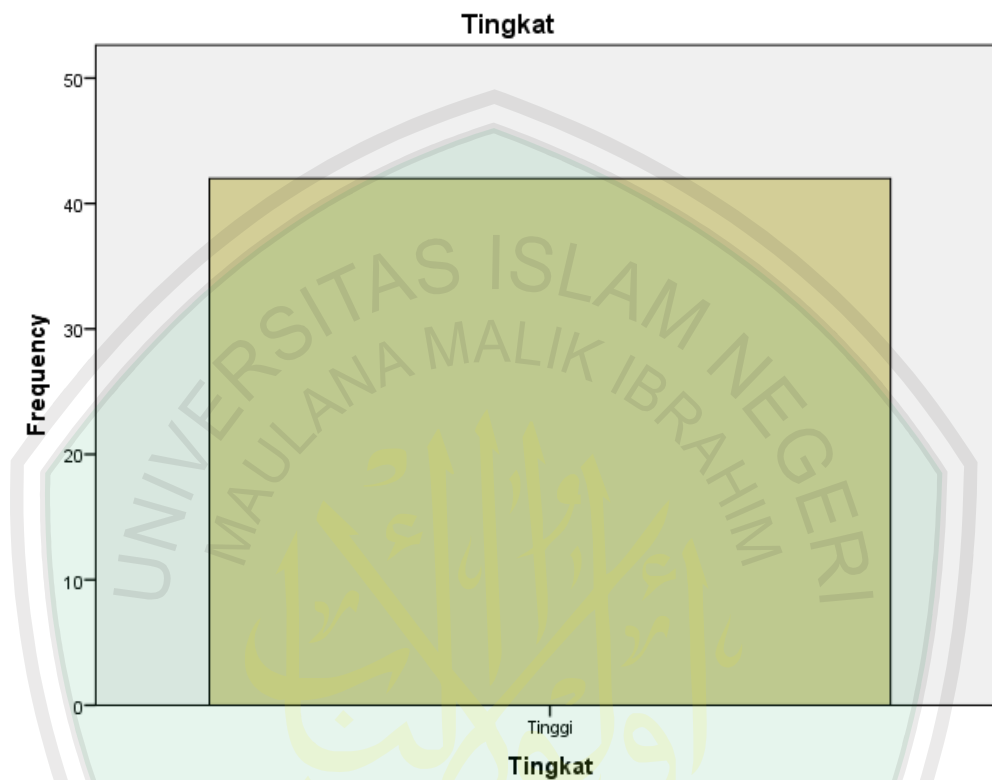 Tingkat
50
40
30
20
10
0
Frequency
Tinggi
Tingkat
UNIVERSITAS ISLAM NEGERI
MAULANA MALIK IBRAHIM